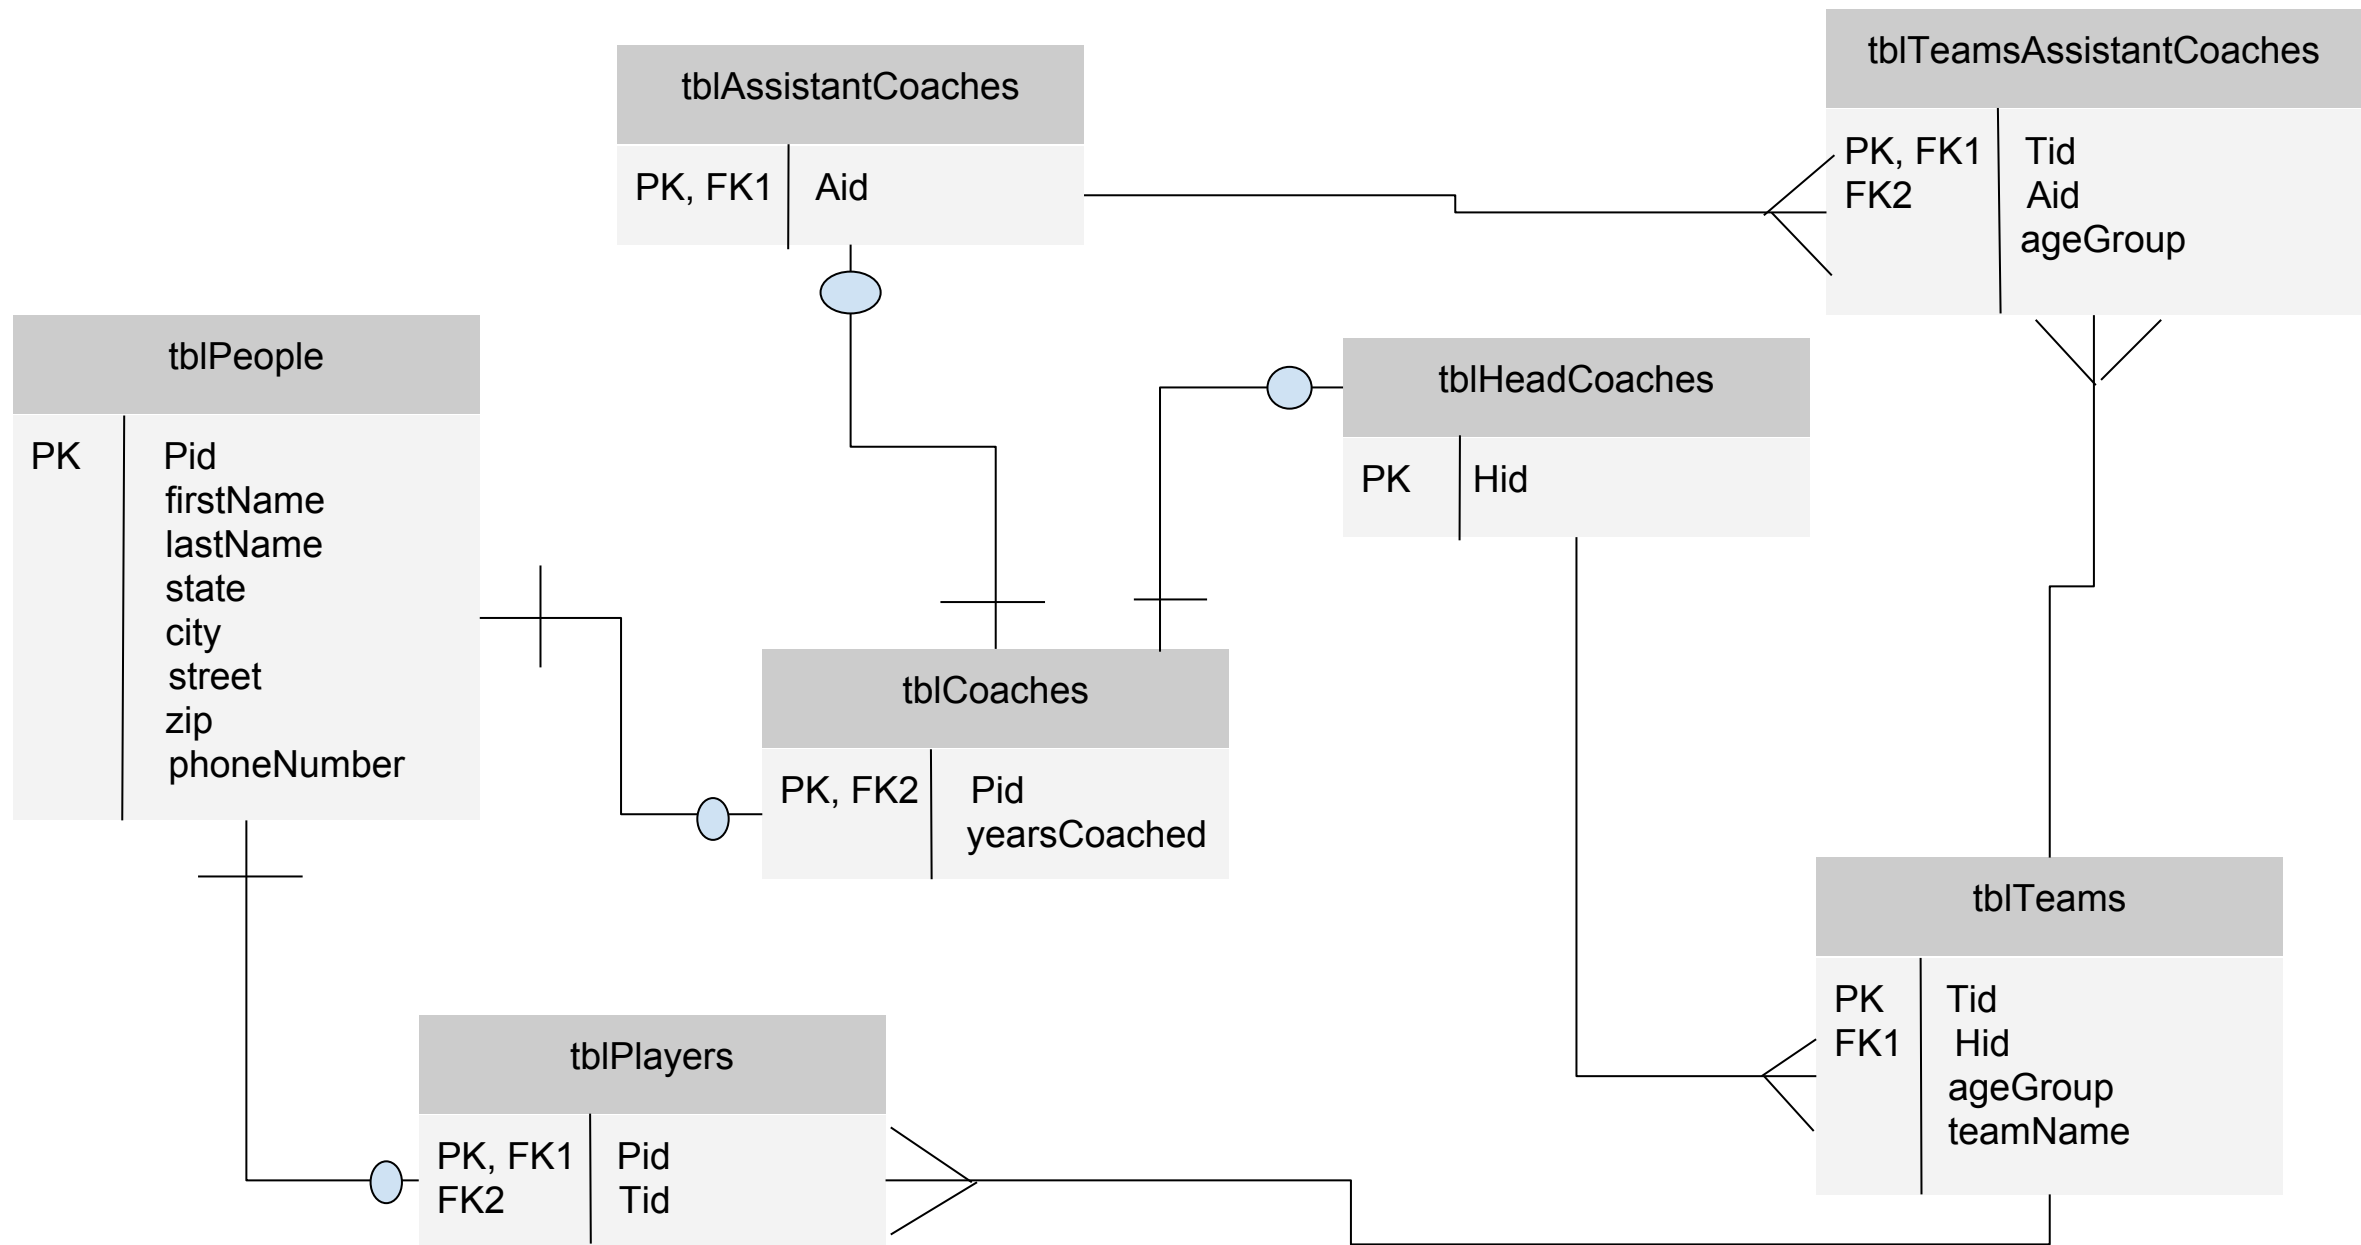 tblAssistantCoaches
PK, FK1 Aid
tblTeamsAssistantCoaches
PK, FK1 Tid
FK2 Aid
ageGroup
tblPeople
PK Pid
firstName
lastName
state
city
street
zip
phoneNumber
tblHeadCoaches
PK Hid
tblCoaches
PK, FK2 Pid
yearsCoached
tblTeams
PK Tid
FK1 Hid
ageGroup
teamName
tblPlayers
PK, FK1 Pid
FK2 Tid